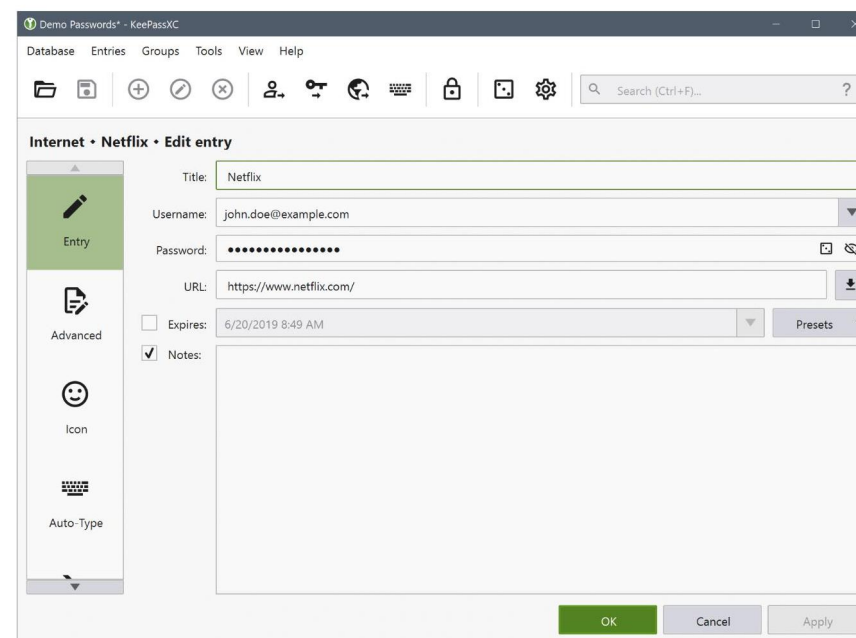 Demo Passwords* - KeePassXC
Database Entries Groups Tools View Help
Search (Ctrl+F)... ?
Internet • Netflix • Edit entry
Title: Netflix
Entry
Username: john.doe@example.com
Password: ●●●●●●●●●●●●●●●●
URL: https://www.netflix.com/
Advanced
Expires: 6/20/2019 8:49 AM Presets
Notes:
Icon
Auto-Type
OK Cancel Apply